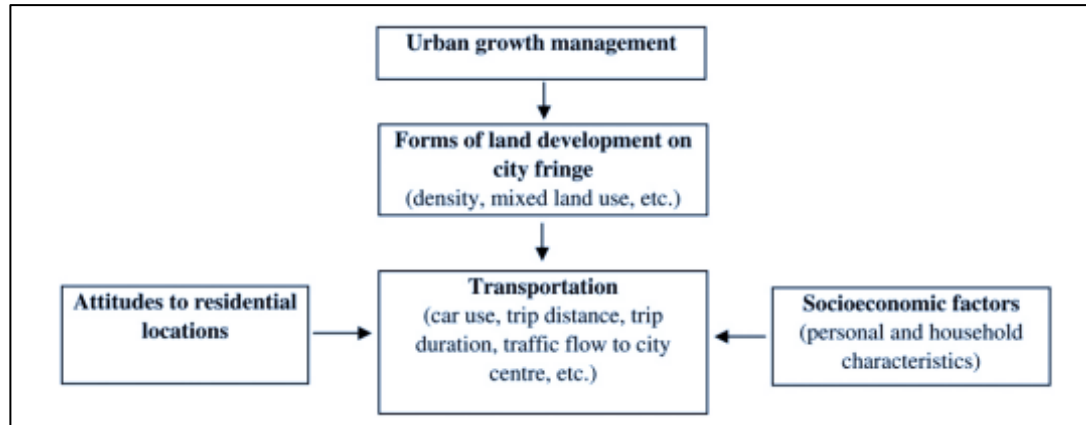 Urban growth management
Forms of land development on
city fringe
(density, mixed land use, etc.)
Attitudes to residential
locations
Transportation
(car use, trip distance, trip
duration, traffic flow to city
centre, etc.)
Socioeconomic factors
(personal and household
characteristics)